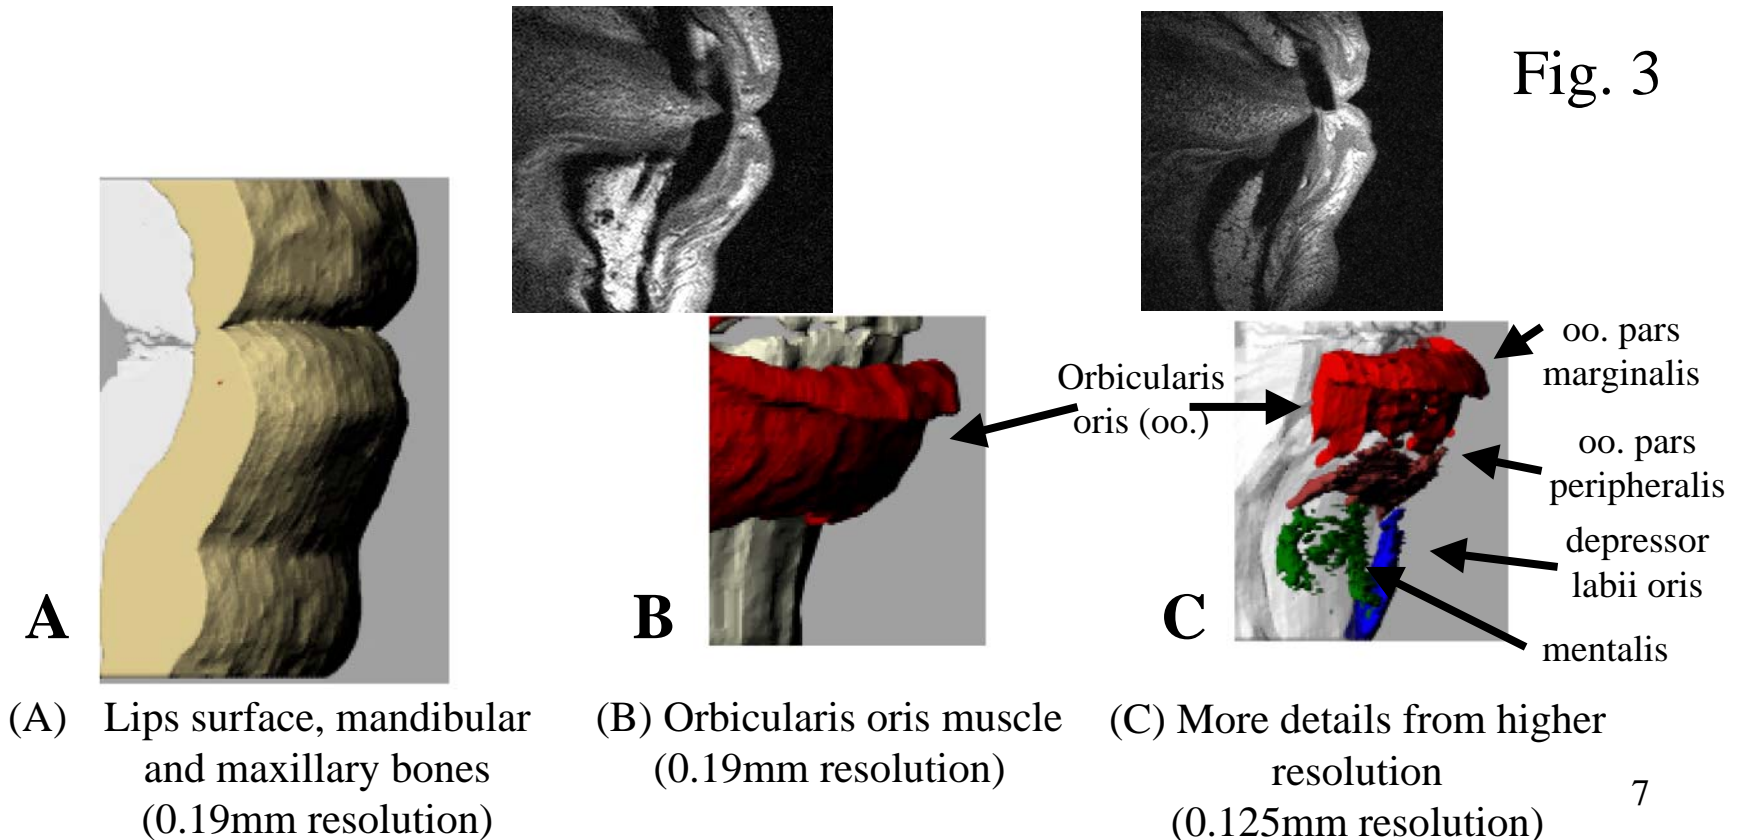 Fig. 3
Orbicularis
oris (oo.)
oo. pars
marginalis
oo. pars
peripheralis
depressor
labii oris
mentalis
A
B
C
(A) Lips surface, mandibular
and maxillary bones
(0.19mm resolution)
(B) Orbicularis oris muscle
(0.19mm resolution)
(C) More details from higher
resolution
(0.125mm resolution)
7